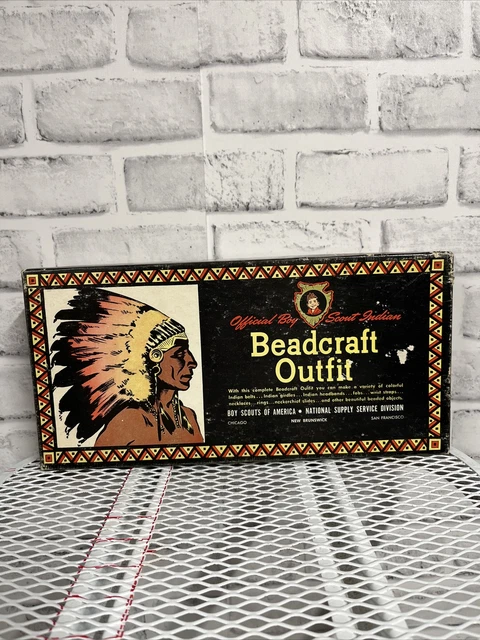 Official Boy Scout Indian
Beadcraft
Outfit
With this complete Beadcraft Outfit you can make a variety of colorful
Indian belts...Indian girdles...Indian headbands...fobs...wrist straps...
necklaces...rings...neckerchief slides...and other beautiful beaded objects.
BOY SCOUTS OF AMERICA • NATIONAL SUPPLY SERVICE DIVISION
CHICAGO NEW BRUNSWICK SAN FRANCISCO